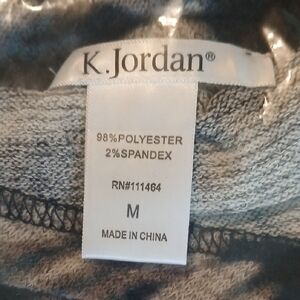 K.Jordan®
98%POLYESTER
2%SPANDEX
RN#111464
M
MADE IN CHINA